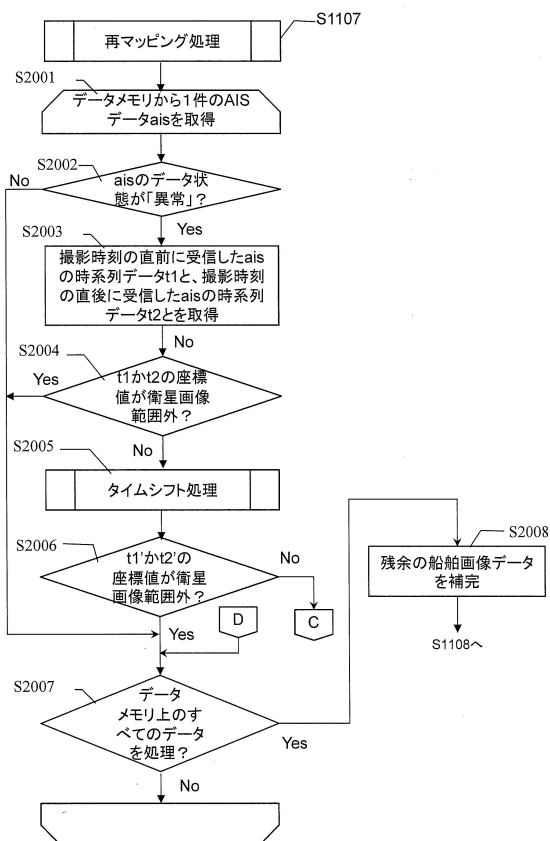 再マッピング処理
S1107
S2001
データメモリから1件のAIS
データaisを取得
S2002
No
aisのデータ状
態が「異常」?
Yes
S2003
撮影時刻の直前に受信したais
の時系列データt1と、撮影時刻
の直後に受信したaisの時系列
データt2とを取得
No
S2004
Yes
t1かt2の座標
値が衛星画像
範囲外?
No
S2005
タイムシフト処理
S2006
t1'かt2'の
座標値が衛星
画像範囲外?
No
C
D
Yes
S2007
データ
メモリ上のす
べてのデータ
を処理?
Yes
No
S2008
残余の船舶画像データ
を補完
S1108へ